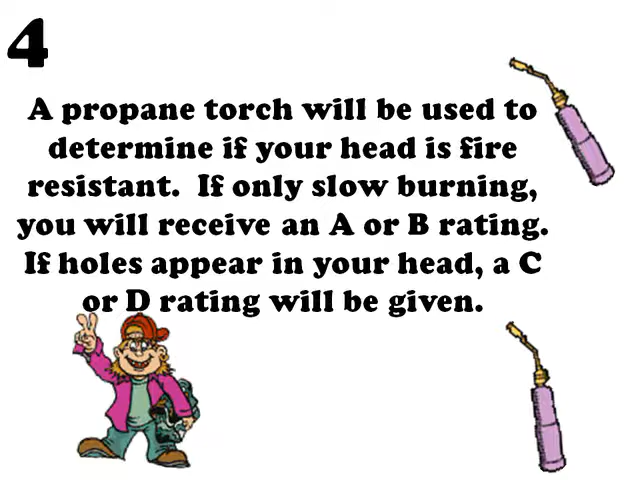 4
A propane torch will be used to
determine if your head is fire
resistant.  If only slow burning,
you will receive an A or B rating.
If holes appear in your head, a C
or D rating will be given.